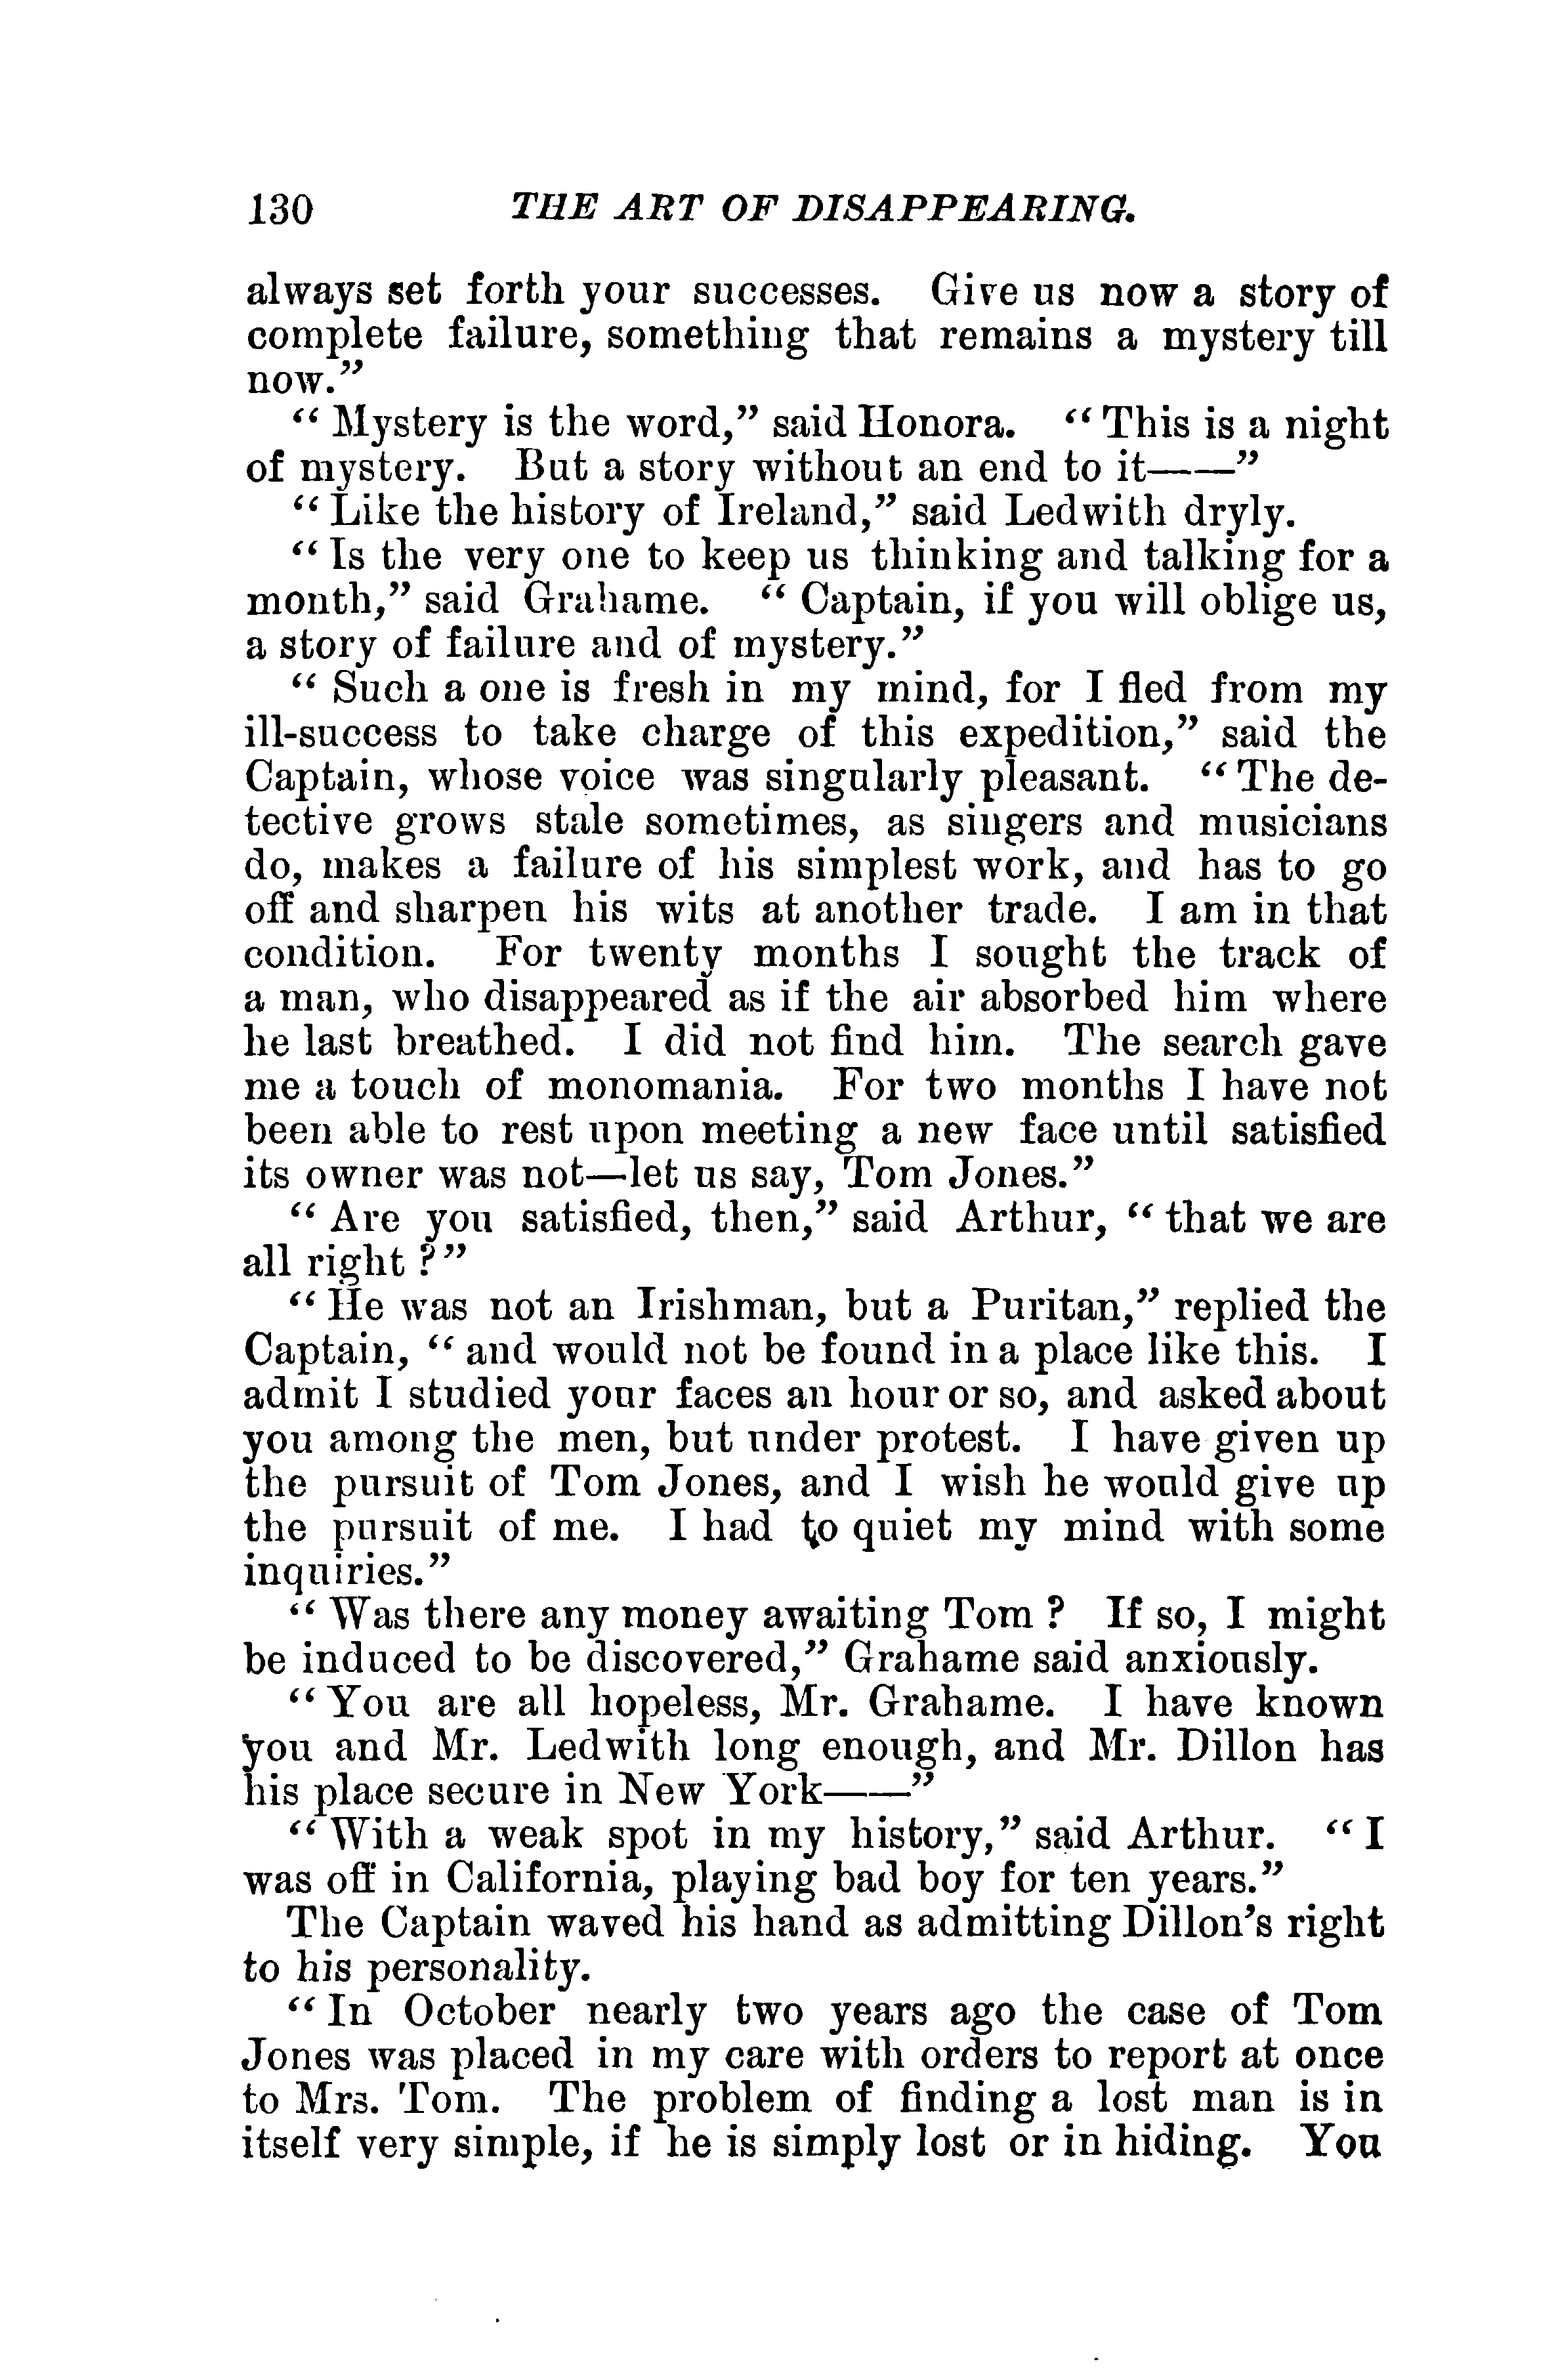 130 THE ART OF DISAPPEARING.
always set forth your successes. Give us now a story of
complete failure, something that remains a mystery till
now.”
“ Mystery is the word,” said Honora. “ This is a night
of mystery. But a story without an end to it——”
“ Like the history of Ireland,” said Ledwith dryly.
“ Is the very one to keep us thinking and talking for a
month,” said Grahame. “ Captain, if you will oblige us,
a story of failure and of mystery.”
“ Such a one is fresh in my mind, for I fled from my
ill-success to take charge of this expedition,” said the
Captain, whose voice was singularly pleasant. “ The de-
tective grows stale sometimes, as singers and musicians
do, makes a failure of his simplest work, and has to go
off and sharpen his wits at another trade. I am in that
condition. For twenty months I sought the track of
a man, who disappeared as if the air absorbed him where
he last breathed. I did not find him. The search gave
me a touch of monomania. For two months I have not
been able to rest upon meeting a new face until satisfied
its owner was not—let us say, Tom Jones.”
“ Are you satisfied, then,” said Arthur, “ that we are
all right ?”
“ He was not an Irishman, but a Puritan,” replied the
Captain, “ and would not be found in a place like this. I
admit I studied your faces an hour or so, and asked about
you among the men, but under protest. I have given up
the pursuit of Tom Jones, and I wish he would give up
the pursuit of me. I had to quiet my mind with some
inquiries.”
“ Was there any money awaiting Tom ? If so, I might
be induced to be discovered,” Grahame said anxiously.
“ You are all hopeless, Mr. Grahame. I have known
you and Mr. Ledwith long enough, and Mr. Dillon has
his place secure in New York——”
“ With a weak spot in my history,” said Arthur. “ I
was off in California, playing bad boy for ten years.”
The Captain waved his hand as admitting Dillon’s right
to his personality.
“ In October nearly two years ago the case of Tom
Jones was placed in my care with orders to report at once
to Mrs. Tom. The problem of finding a lost man is in
itself very simple, if he is simply lost or in hiding. You